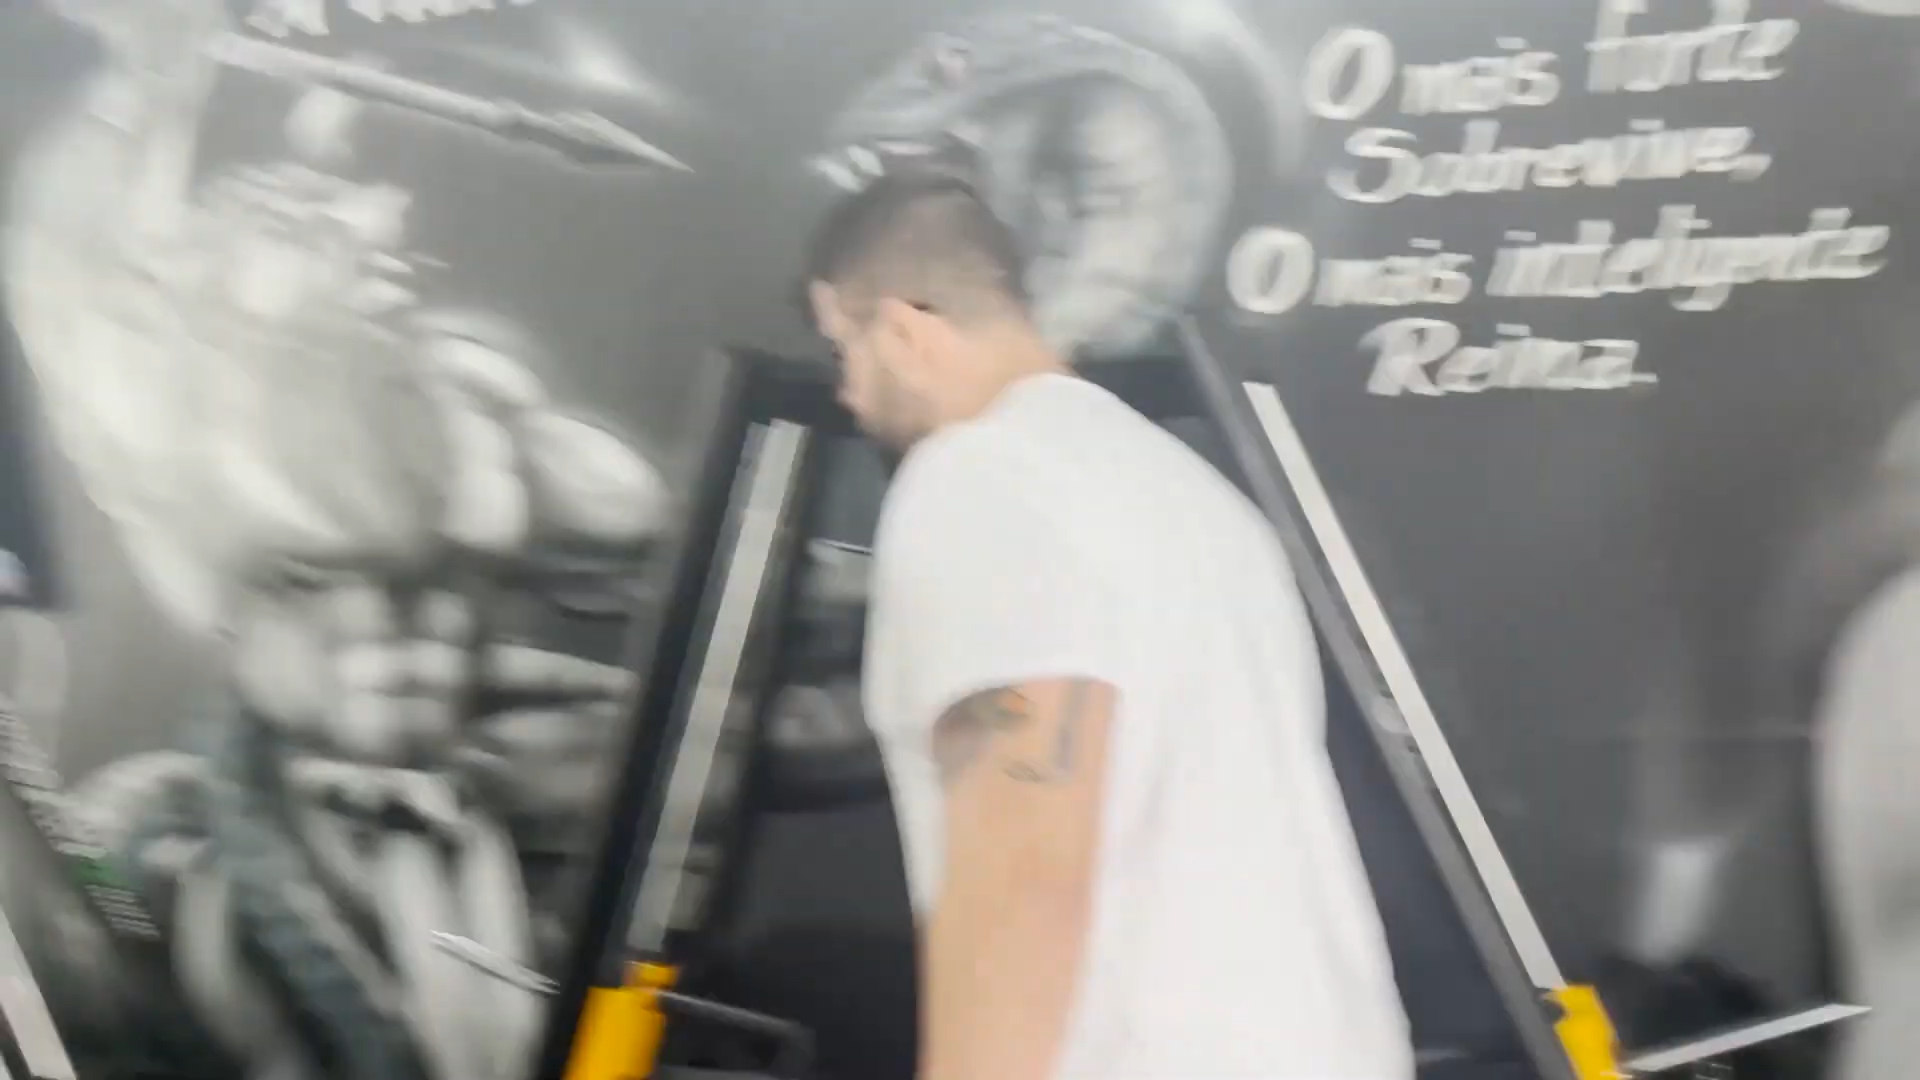 O mais forte
Sobrevive,
O mais inteligente
Reina.